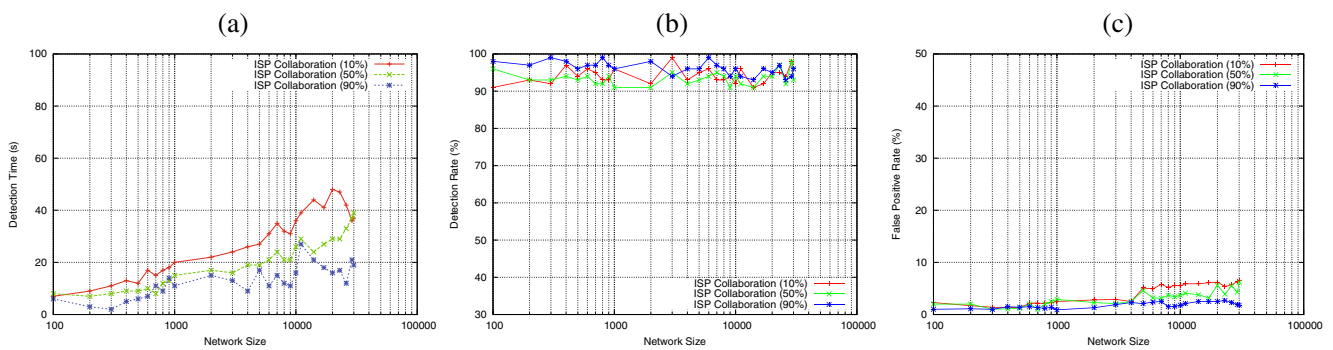 (a)
100
80
60
40
20
0
100
1000
10000
100000
Detection Time (s)
Network Size
ISP Collaboration (10%)
ISP Collaboration (50%)
ISP Collaboration (90%)
(b)
100
90
80
70
60
50
40
30
100
1000
10000
100000
Detection Rate (%)
Network Size
ISP Collaboration (10%)
ISP Collaboration (50%)
ISP Collaboration (90%)
(c)
50
40
30
20
10
0
100
1000
10000
100000
False Positive Rate (%)
Network Size
ISP Collaboration (10%)
ISP Collaboration (50%)
ISP Collaboration (90%)